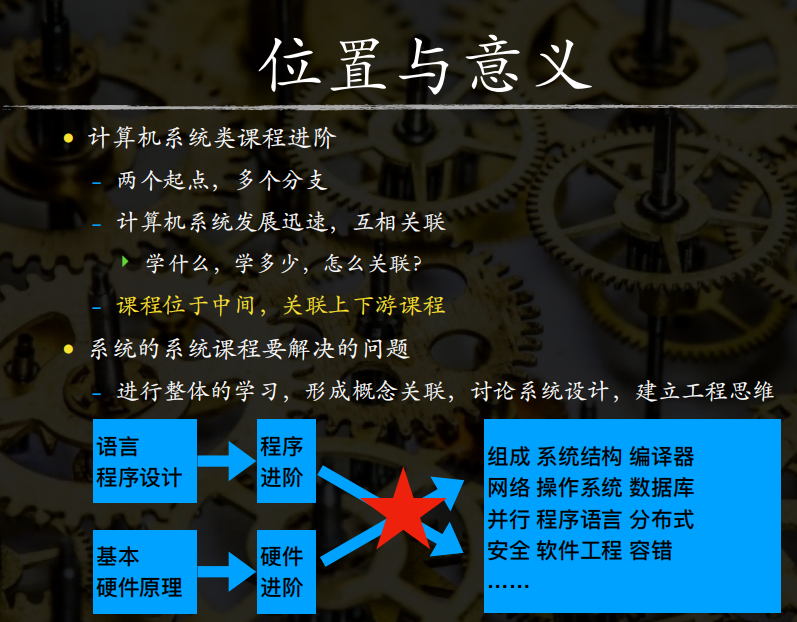 位置与意义
计算机系统类课程进阶
两个起点，多个分支
计算机系统发展迅速，互相关联
学什么，学多少，怎么关联？
课程位于中间，关联上下游课程
系统的系统课程要解决的问题
进行整体的学习，形成概念关联，讨论系统设计，建立工程思维
语言
程序设计
程序
进阶
基本
硬件原理
硬件
进阶
组成 系统结构 编译器
网络 操作系统 数据库
并行 程序语言 分布式
安全 软件工程 容错
……